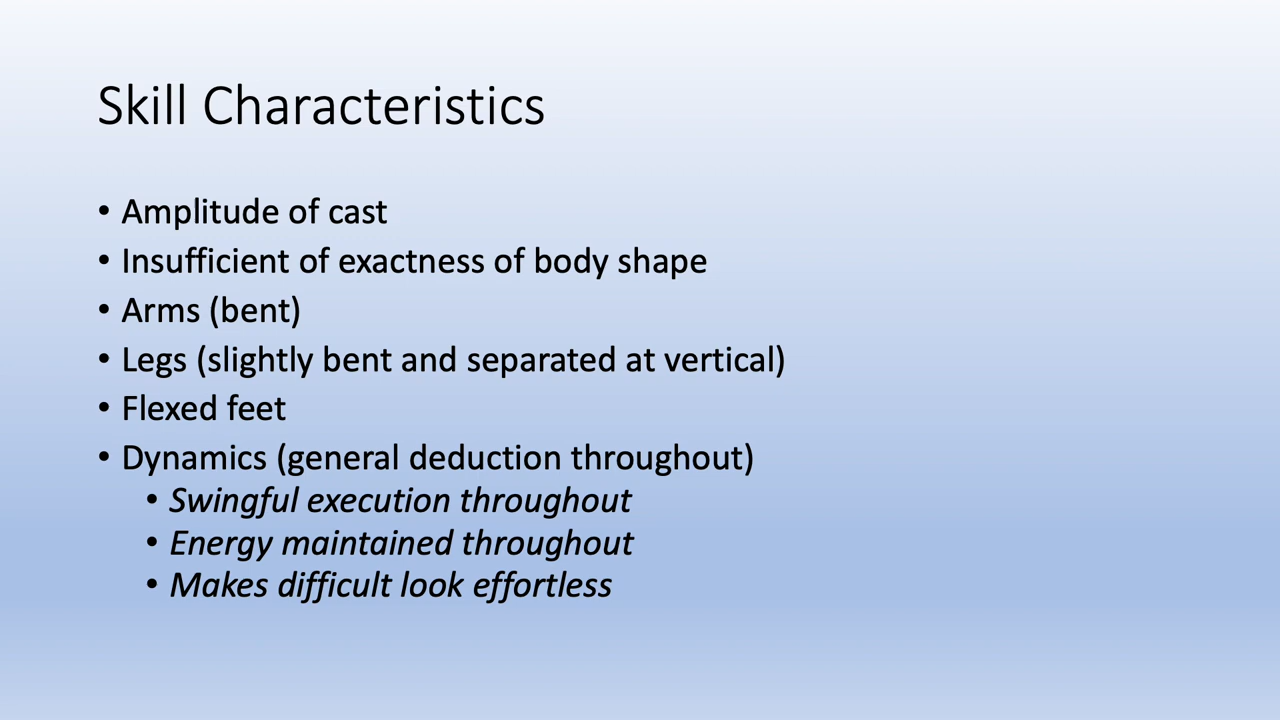 Skill Characteristics
• Amplitude of cast
• Insufficient of exactness of body shape
• Arms (bent)
• Legs (slightly bent and separated at vertical)
• Flexed feet
• Dynamics (general deduction throughout)
• Swingful execution throughout
• Energy maintained throughout
• Makes difficult look effortless